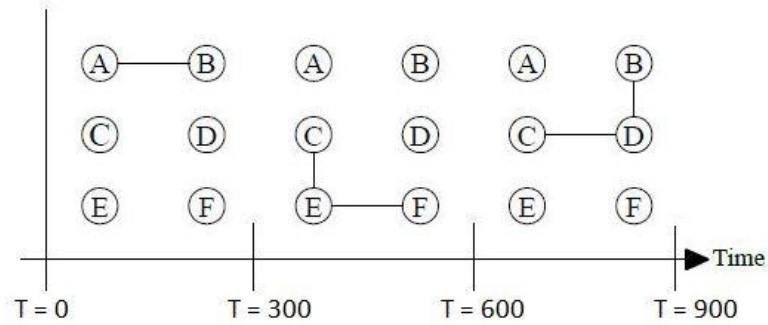 A B A B A B
C D C D C D
E F E F E F
Time
T = 0 T = 300 T = 600 T = 900